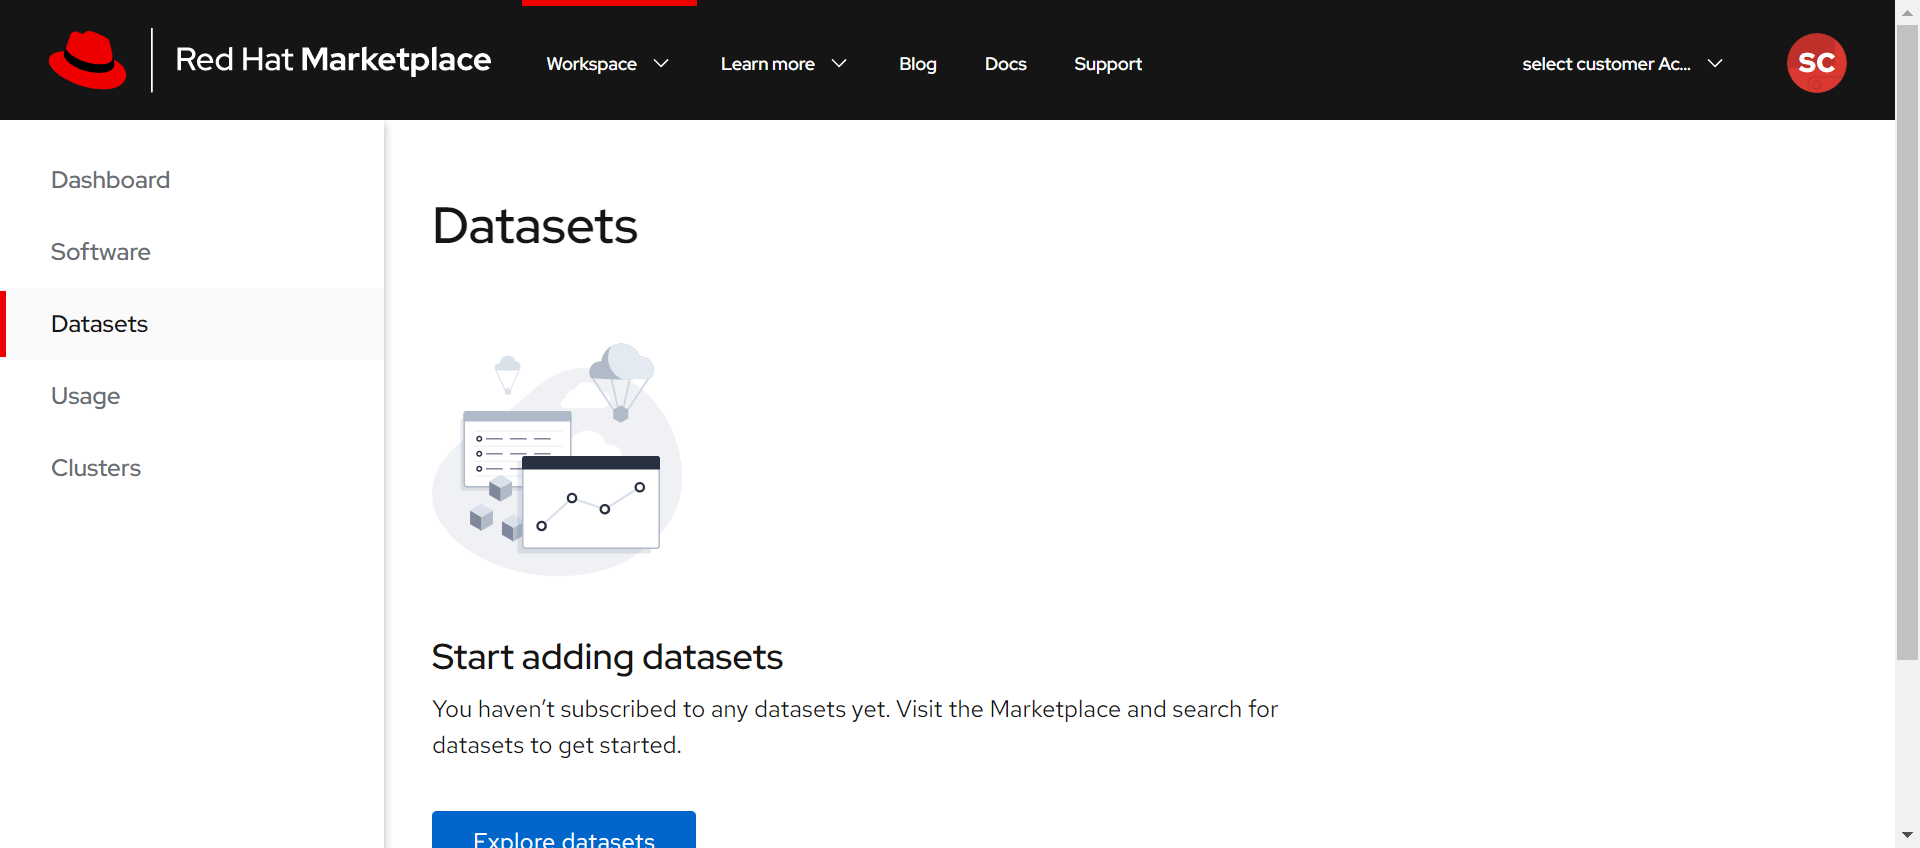 Red Hat Marketplace
Workspace
Learn more
Blog
Docs
Support
select customer Ac...
SC
Dashboard
Software
Datasets
Usage
Clusters
Datasets
Start adding datasets
You haven’t subscribed to any datasets yet. Visit the Marketplace and search for
datasets to get started.
Explore datasets